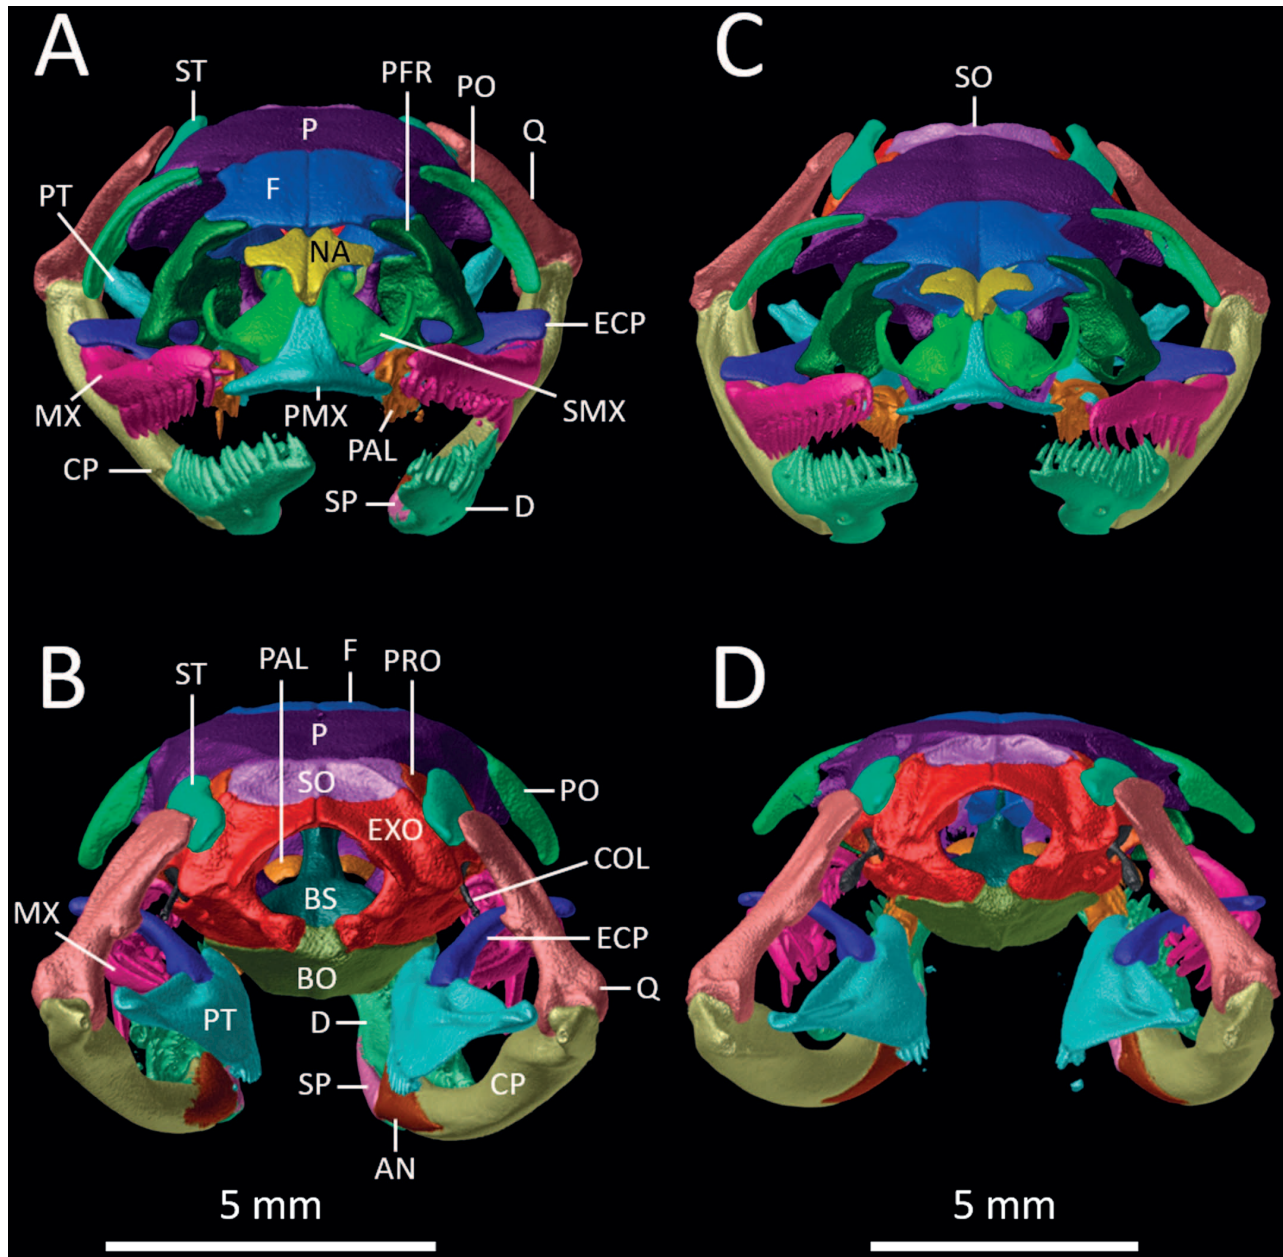 A
ST
PFR
PO
P
Q
F
PT
NA
ECP
MX
PMX
SMX
PAL
CP
SP
D
C
SO
B
ST
PAL
F
PRO
P
SO
PO
EXO
COL
MX
BS
ECP
BO
Q
PT
D
SP
CP
AN
5 mm
D
5 mm